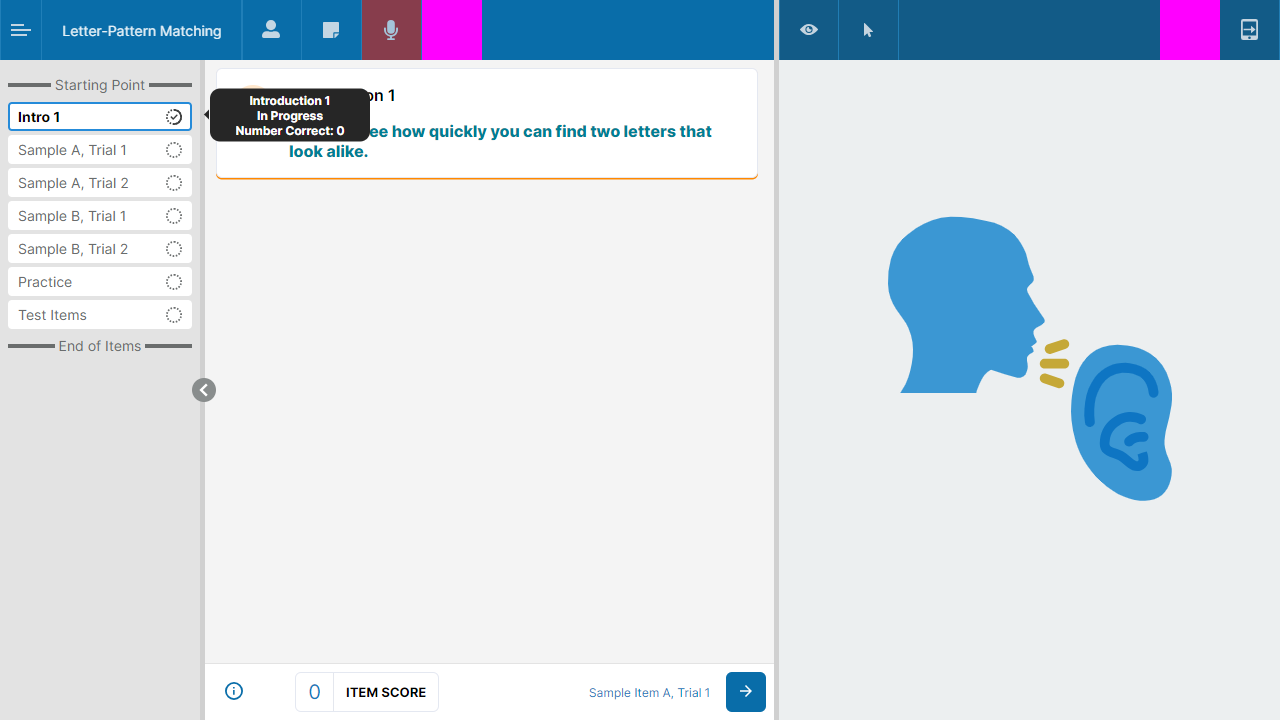 Letter-Pattern Matching
Starting Point
Intro 1
Sample A, Trial 1
Sample A, Trial 2
Sample B, Trial 1
Sample B, Trial 2
Practice
Test Items
End of Items
Introduction 1
In Progress
Number Correct: 0
on 1
ee how quickly you can find two letters that
look alike.
0 ITEM SCORE
Sample Item A, Trial 1